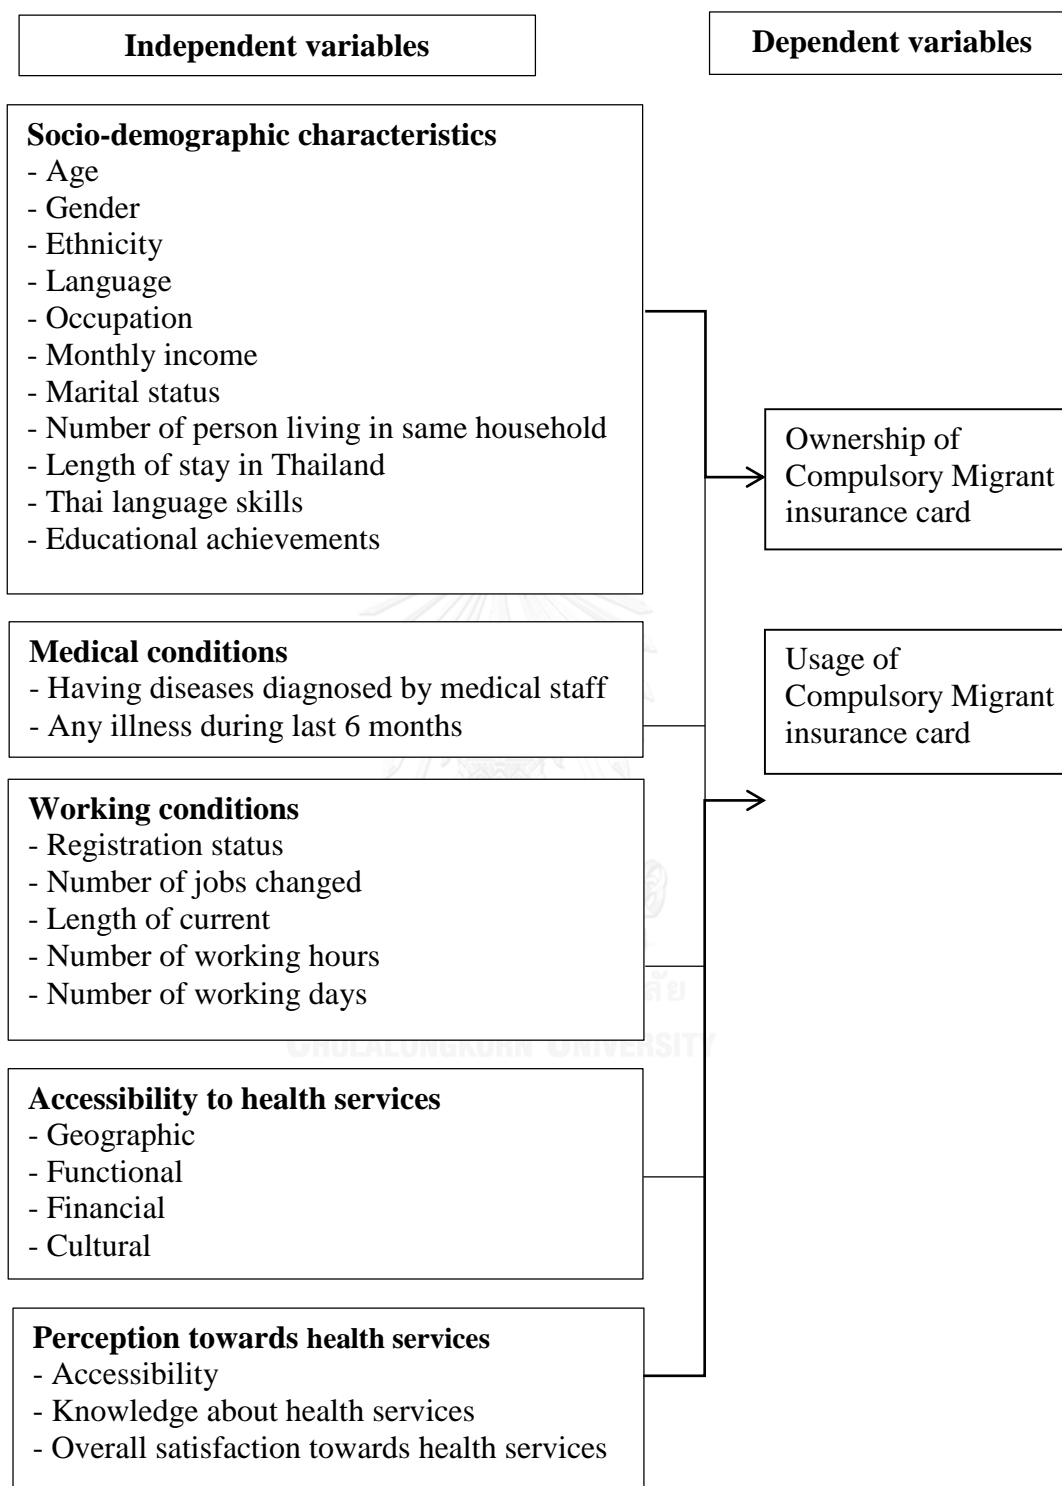 Independent variables
Dependent variables
Socio-demographic characteristics
- Age
- Gender
- Ethnicity
- Language
- Occupation
- Monthly income
- Marital status
- Number of person living in same household
- Length of stay in Thailand
- Thai language skills
- Educational achievements
Ownership of
Compulsory Migrant
insurance card
Medical conditions
- Having diseases diagnosed by medical staff
- Any illness during last 6 months
Usage of
Compulsory Migrant
insurance card
Working conditions
- Registration status
- Number of jobs changed
- Length of current
- Number of working hours
- Number of working days
CHULALONGKORN UNIVERSITY
Accessibility to health services
- Geographic
- Functional
- Financial
- Cultural
Perception towards health services
- Accessibility
- Knowledge about health services
- Overall satisfaction towards health services